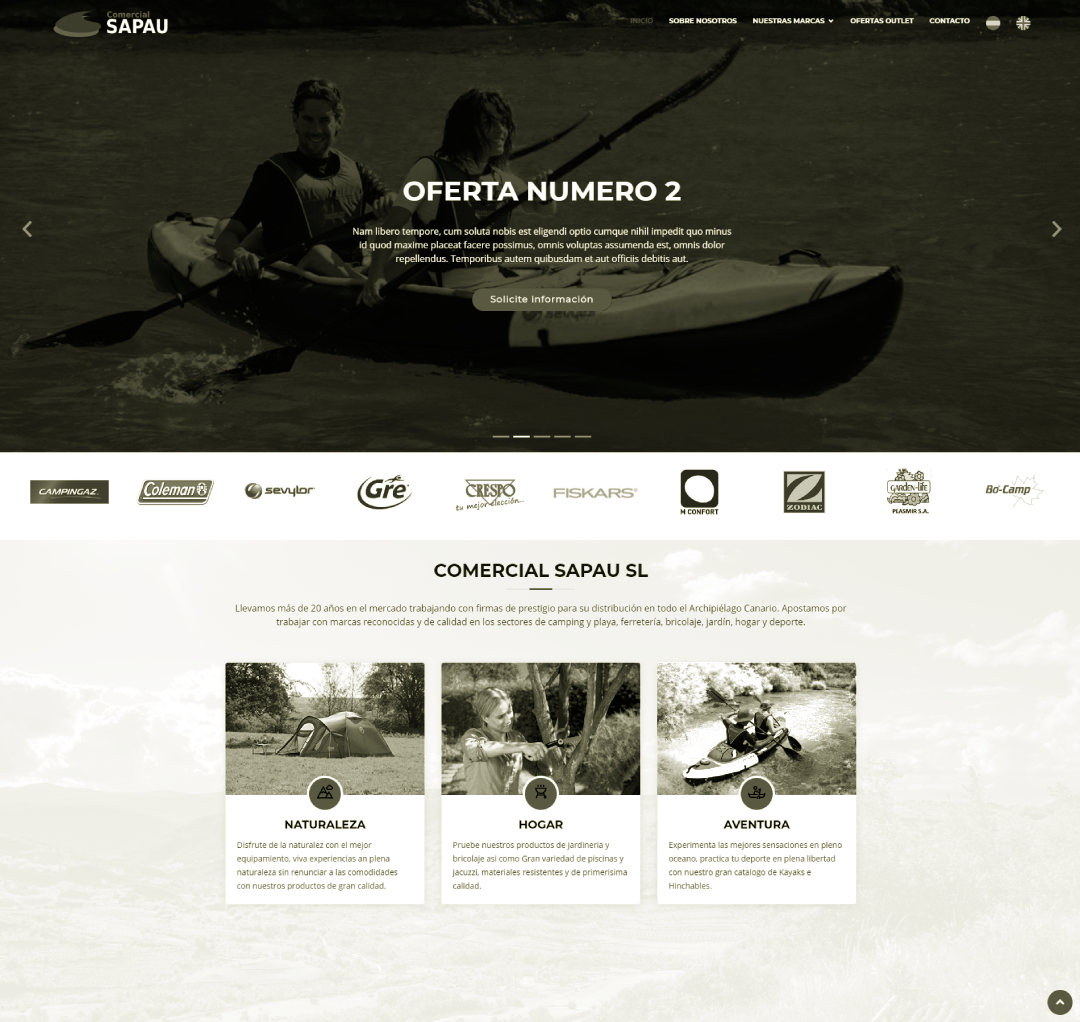 Comercial
SAPAU
INICIO
SOBRE NOSOTROS
NUESTRAS MARCAS
OFERTAS OUTLET
CONTACTO
OFERTA NUMERO 2
Nam libero tempore, cum soluta nobis est eligendi optio cumque nihil impedit quo minus
id quod maxime placeat facere possimus, omnis voluptas assumenda est, omnis dolor
repellendus. Temporibus autem quibusdam et aut officiis debitis aut.
Solicite información
SEVYLOR
CAMPINGAZ
Coleman
sevylor
Gre
CRESPO
tu mejor elección...
FISKARS
M CONFORT
ZODIAC
GARDEN-life
PLASMIR S.A.
Bo-Camp
COMERCIAL SAPAU SL
Llevamos más de 20 años en el mercado trabajando con firmas de prestigio para su distribución en todo el Archipiélago Canario. Apostamos por
trabajar con marcas reconocidas y de calidad en los sectores de camping y playa, ferretería, bricolaje, jardín, hogar y deporte.
NATURALEZA
Disfrute de la naturalez con el mejor
equipamiento, viva experiencias an plena
naturaleza sin renunciar a las comodidades
con nuestros productos de gran calidad.
HOGAR
Pruebe nuestros productos de jardineria y
bricolaje asi como Gran variedad de piscinas y
jacuzzi, materiales resistentes y de primerisima
calidad.
AVENTURA
Experimenta las mejores sensaciones en pleno
oceano, practica tu deporte en plena libertad
con nuestro gran catalogo de Kayaks e
Hinchables.